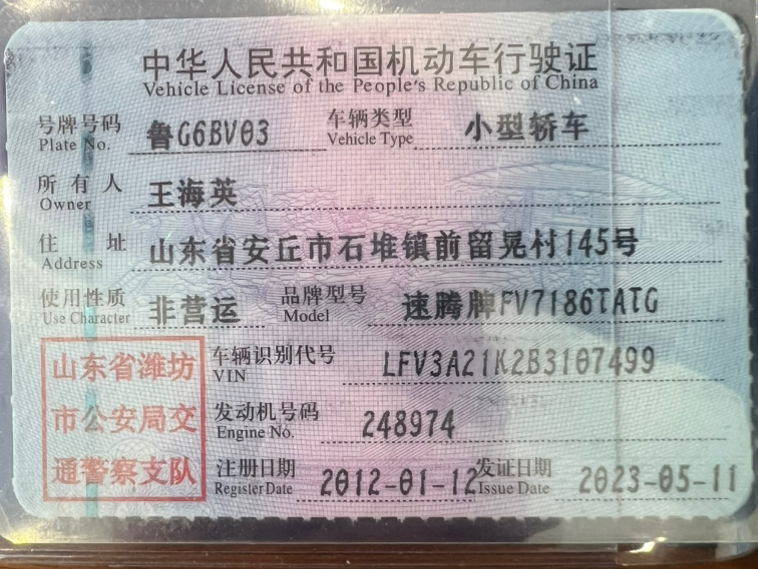 中华人民共和国机动车行驶证
Vehicle License of the People's Republic of China
号牌号码 鲁G6BV03 车辆类型 小型轿车
Plate No. Vehicle Type
所有人 王海英
Owner
住址 山东省安丘市石堆镇前留晃村145号
Address
使用性质 非营运 品牌型号 速腾牌FV7186TATG
Use Character Model
山东省潍坊 车辆识别代号 LFV3A21K2B3107499
VIN
市公安局交 发动机号码 248974
Engine No.
通警察支队 注册日期 2012-01-12 发证日期 2023-05-11
Register Date Issue Date